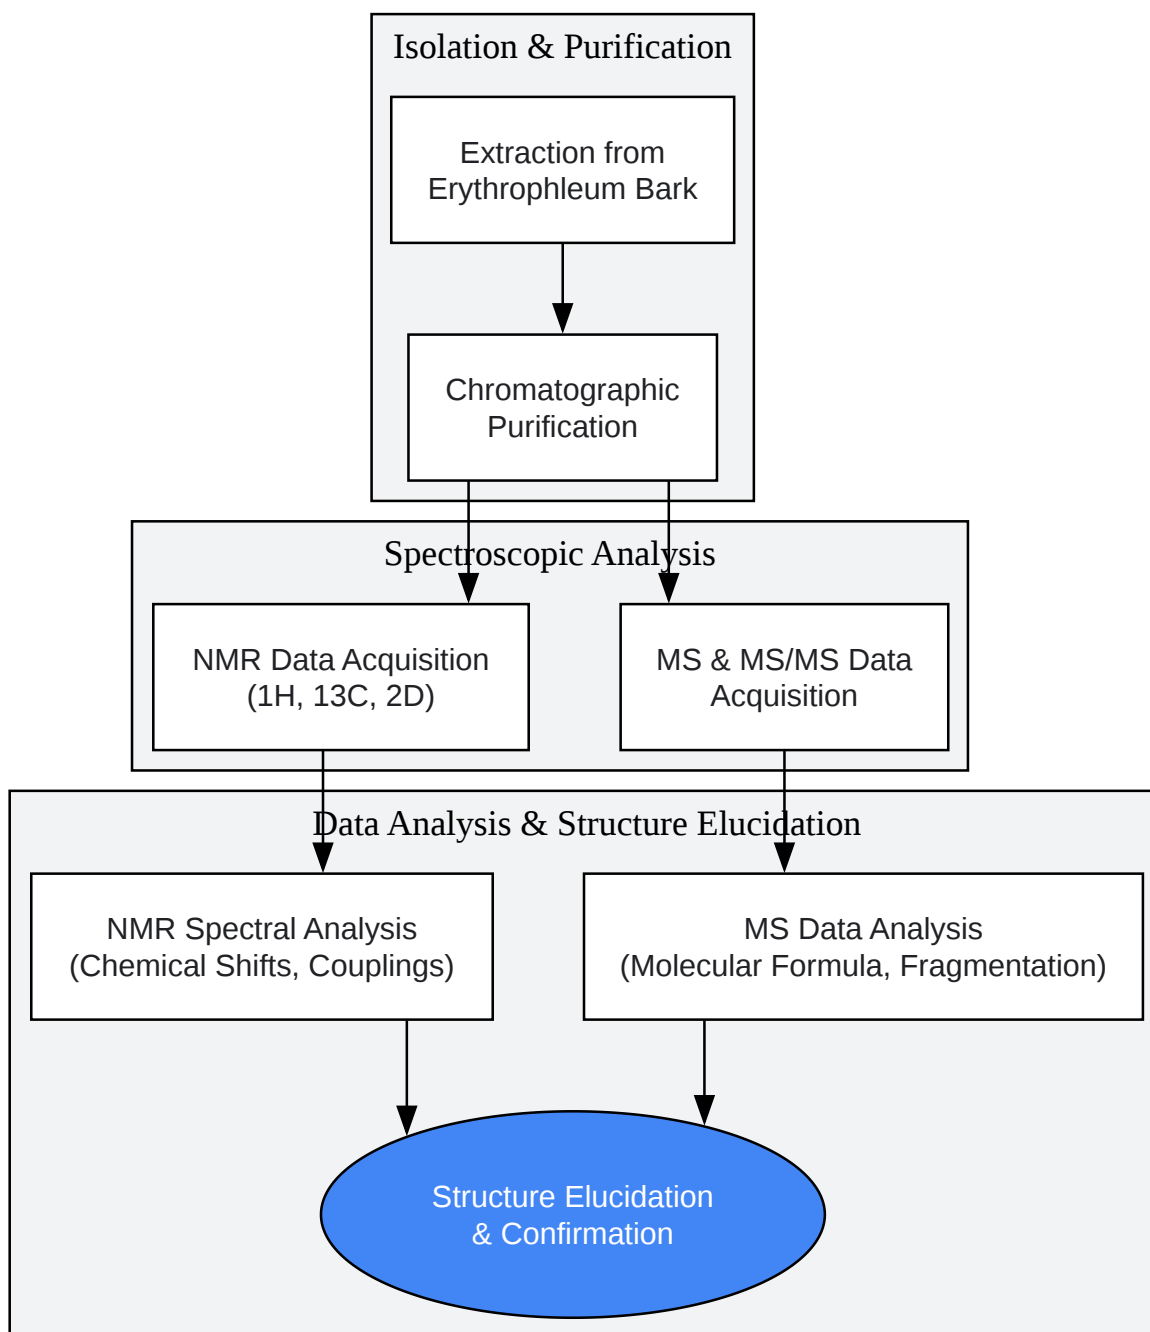 Isolation & Purification
Extraction from
Erythrophleum Bark
Chromatographic
Purification
Spectroscopic Analysis
NMR Data Acquisition
(1H, 13C, 2D)
MS & MS/MS Data
Acquisition
Data Analysis & Structure Elucidation
NMR Spectral Analysis
(Chemical Shifts, Couplings)
MS Data Analysis
(Molecular Formula, Fragmentation)
Structure Elucidation
& Confirmation